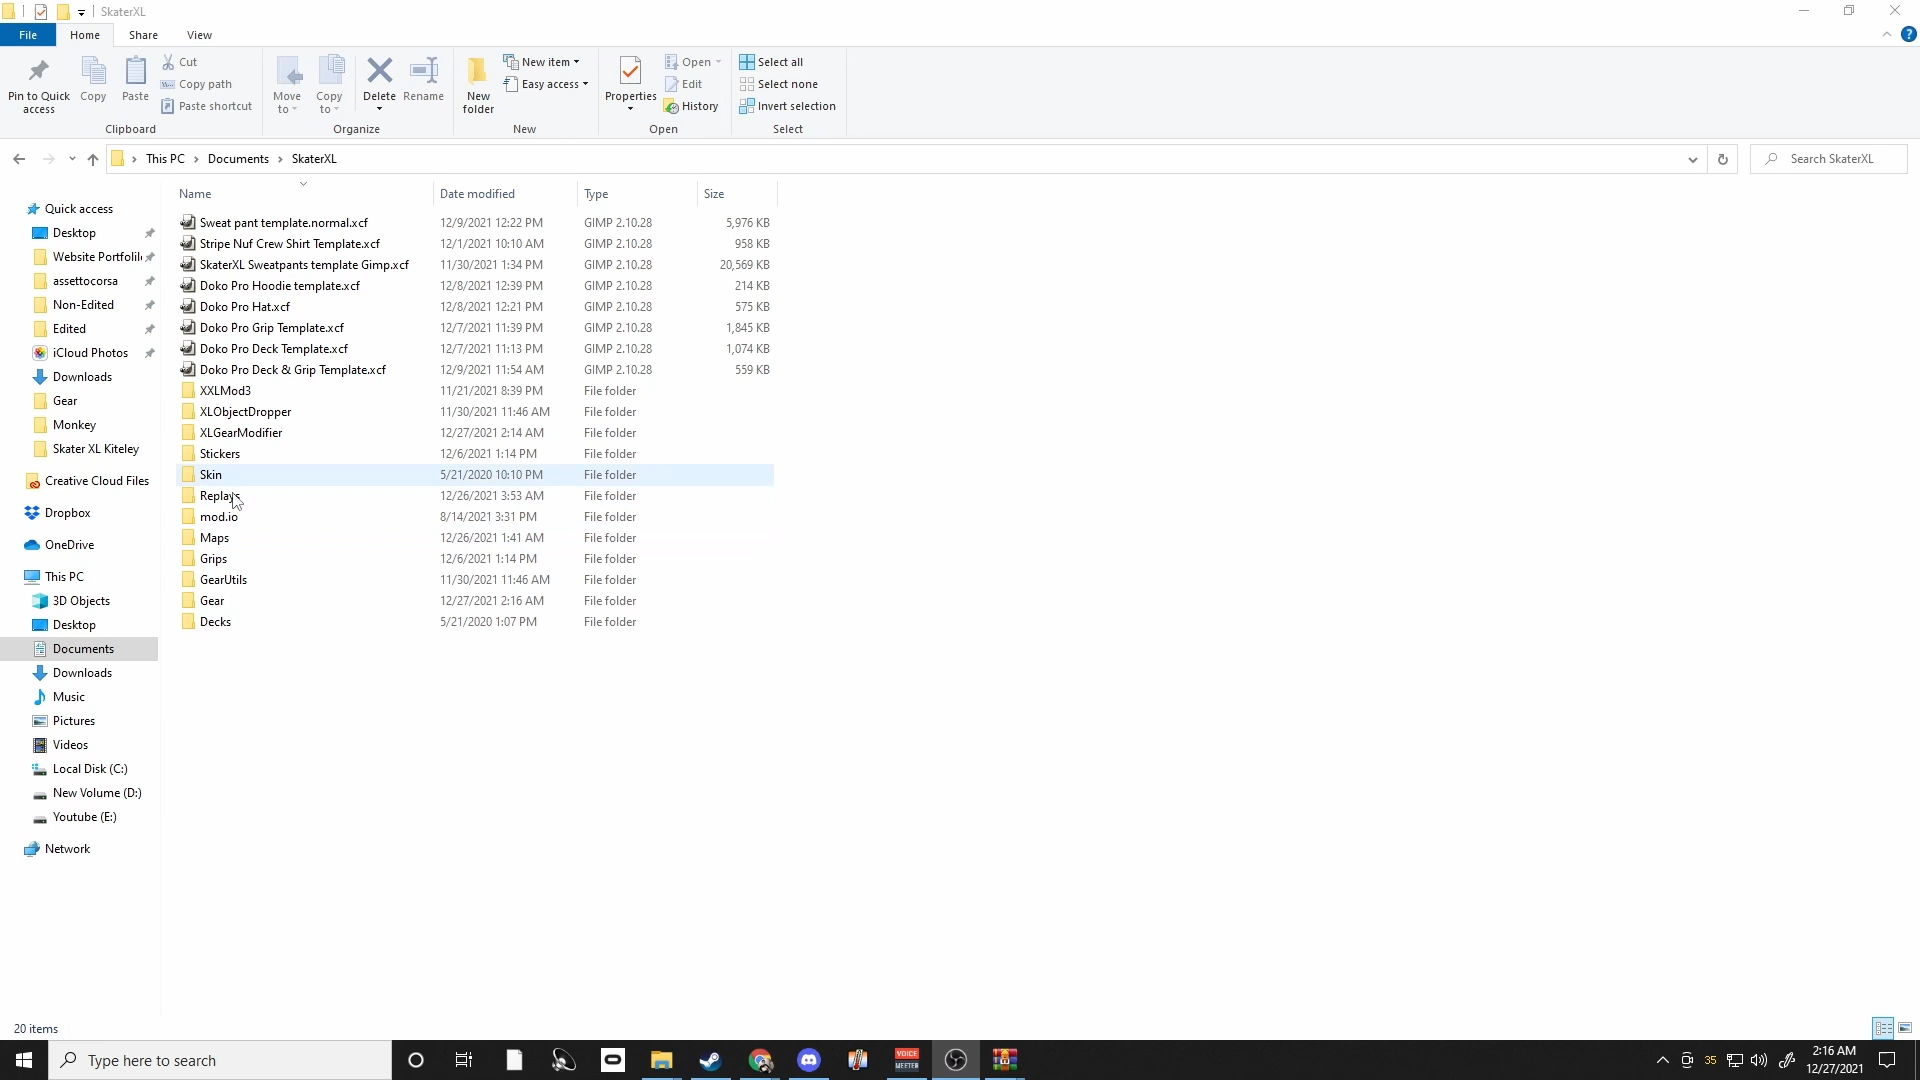 SkaterXL
File Home Share View
Pin to Quick access
Copy
Paste
Cut
Copy path
Paste shortcut
Clipboard
Move to
Copy to
Delete
Rename
Organize
New folder
New item
Easy access
New
Properties
Open
Edit
History
Open
Select all
Select none
Invert selection
Select
This PC › Documents › SkaterXL
Search SkaterXL
Name Date modified Type Size
Sweat pant template.normal.xcf 12/9/2021 12:22 PM GIMP 2.10.28 5,976 KB
Stripe Nuf Crew Shirt Template.xcf 12/1/2021 10:10 AM GIMP 2.10.28 958 KB
SkaterXL Sweatpants template Gimp.xcf 11/30/2021 1:34 PM GIMP 2.10.28 20,569 KB
Doko Pro Hoodie template.xcf 12/8/2021 12:39 PM GIMP 2.10.28 214 KB
Doko Pro Hat.xcf 12/8/2021 12:21 PM GIMP 2.10.28 575 KB
Doko Pro Grip Template.xcf 12/7/2021 11:39 PM GIMP 2.10.28 1,845 KB
Doko Pro Deck Template.xcf 12/7/2021 11:13 PM GIMP 2.10.28 1,074 KB
Doko Pro Deck & Grip Template.xcf 12/9/2021 11:54 AM GIMP 2.10.28 559 KB
XXLMod3 11/21/2021 8:39 PM File folder
XLObjectDropper 11/30/2021 11:46 AM File folder
XLGearModifier 12/27/2021 2:14 AM File folder
Stickers 12/6/2021 1:14 PM File folder
Skin 5/21/2020 10:10 PM File folder
Replays 12/26/2021 3:53 AM File folder
mod.io 8/14/2021 3:31 PM File folder
Maps 12/26/2021 1:41 AM File folder
Grips 12/6/2021 1:14 PM File folder
GearUtils 11/30/2021 11:46 AM File folder
Gear 12/27/2021 2:16 AM File folder
Decks 5/21/2020 1:07 PM File folder
Quick access
Desktop
Website Portfoli
assettocorsa
Non-Edited
Edited
iCloud Photos
Downloads
Gear
Monkey
Skater XL Kiteley
Creative Cloud Files
Dropbox
OneDrive
This PC
3D Objects
Desktop
Documents
Downloads
Music
Pictures
Videos
Local Disk (C:)
New Volume (D:)
Youtube (E:)
Network
20 items
Type here to search
VOICE MEETER
35
2:16 AM
12/27/2021